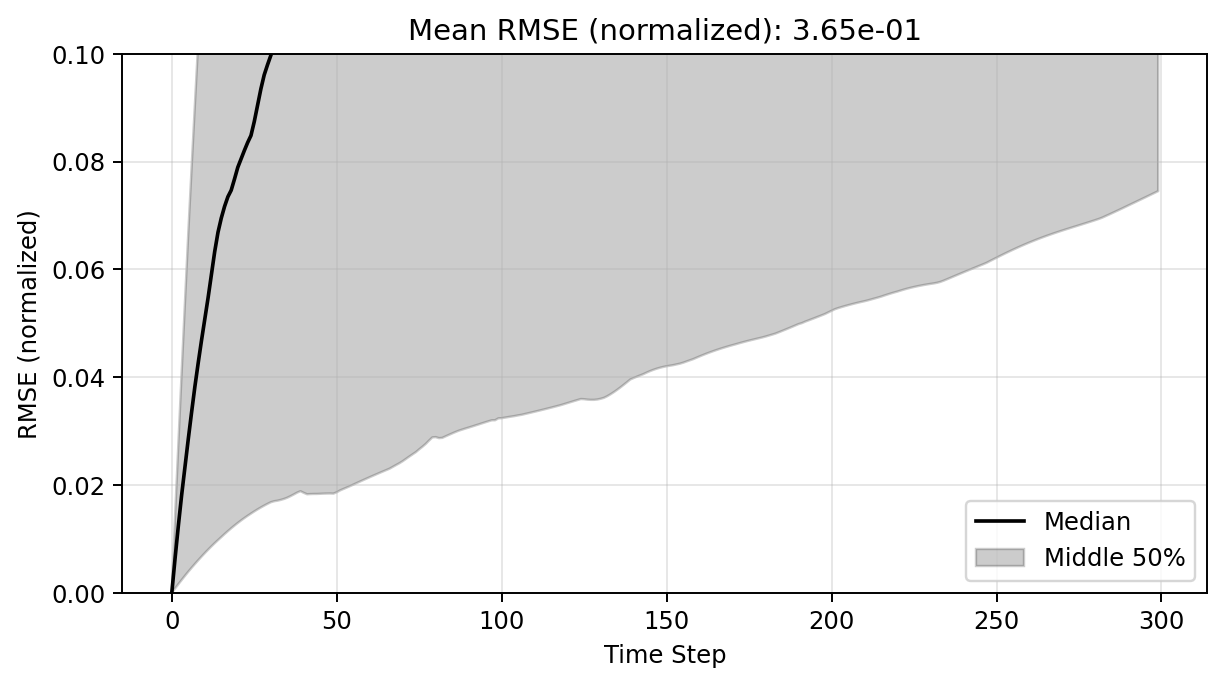 Mean RMSE (normalized): 3.65e-01
RMSE (normalized)
0.10
0.08
0.06
0.04
0.02
0.00
0 50 100 150 200 250 300
Time Step
Median
Middle 50%